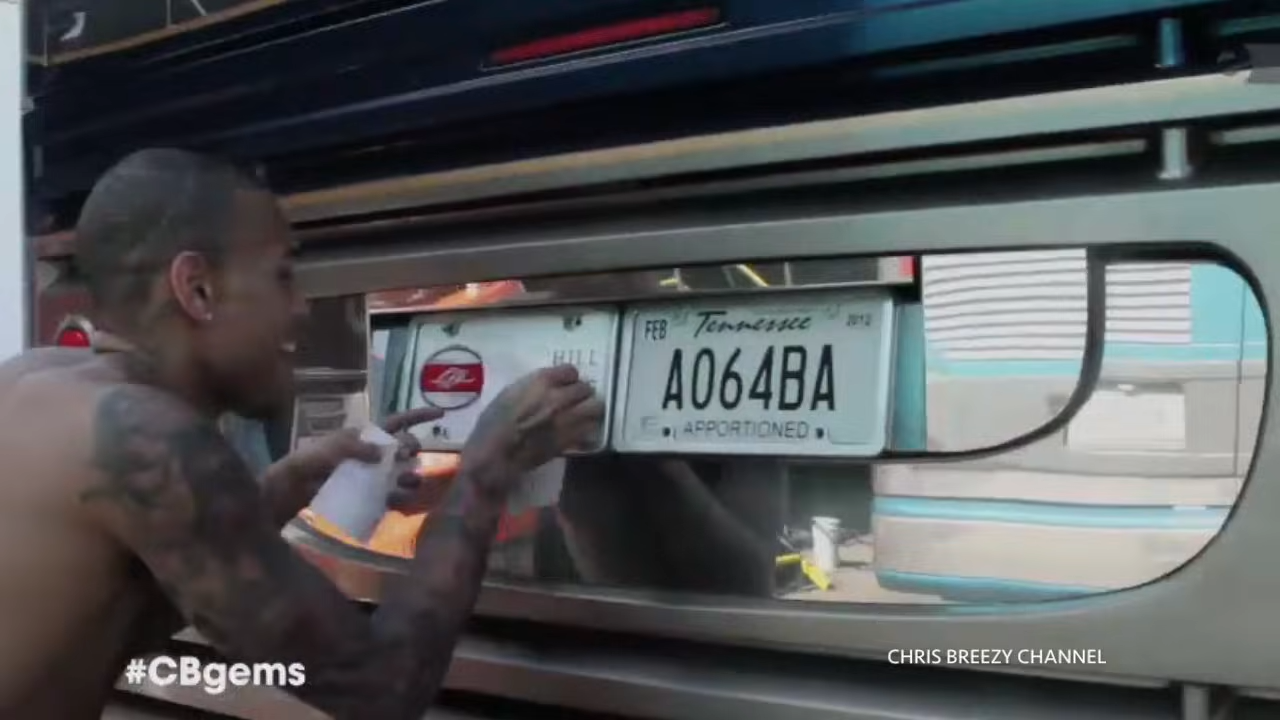 HILL
FEB Tennessee 2012
A064BA
APPORTIONED
#CBgems
CHRIS BREEZY CHANNEL